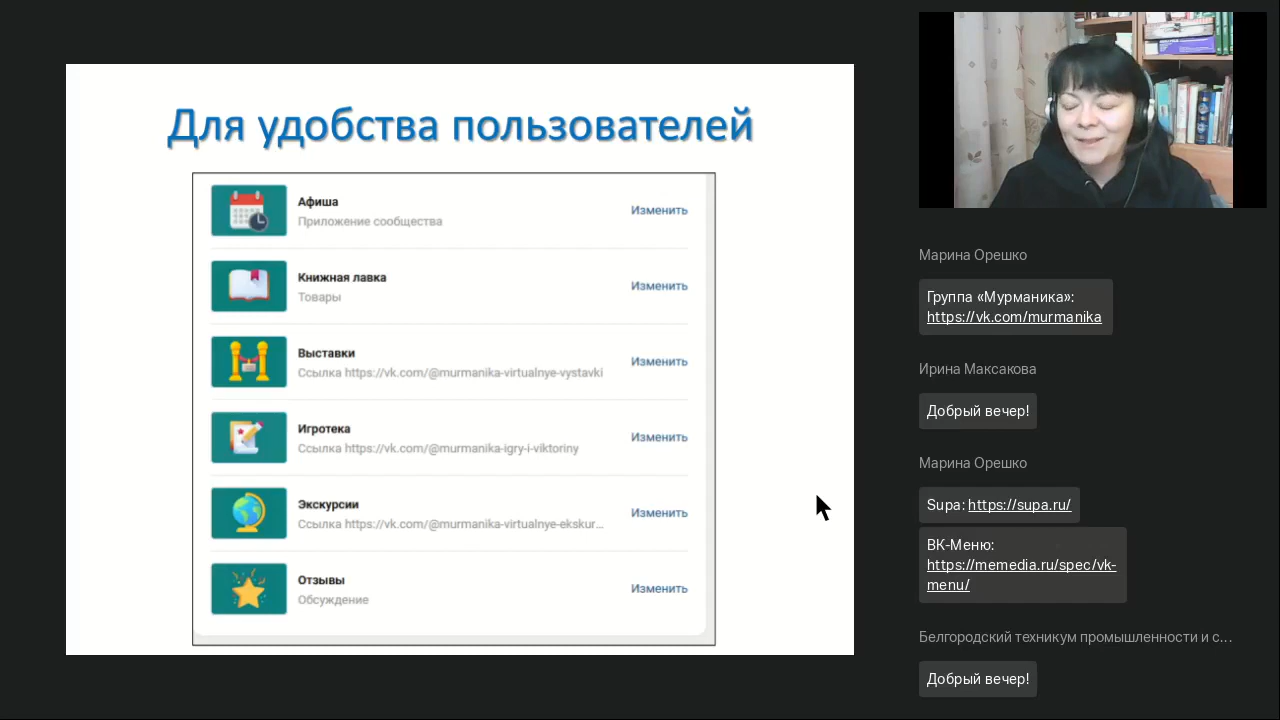 Для удобства пользователей
Афиша
Приложение сообщества
Изменить
Книжная лавка
Товары
Изменить
Выставки
Ссылка https://vk.com/@murmanika-virtualnye-vystavki
Изменить
Игротека
Ссылка https://vk.com/@murmanika-igry-i-viktoriny
Изменить
Экскурсии
Ссылка https://vk.com/@murmanika-virtualnye-ekskur...
Изменить
Отзывы
Обсуждение
Изменить
Марина Орешко
Группа «Мурманика»:
https://vk.com/murmanika
Ирина Максакова
Добрый вечер!
Марина Орешко
Supa: https://supa.ru/
ВК-Меню:
https://memedia.ru/spec/vk-
menu/
Белгородский техникум промышленности и с...
Добрый вечер!